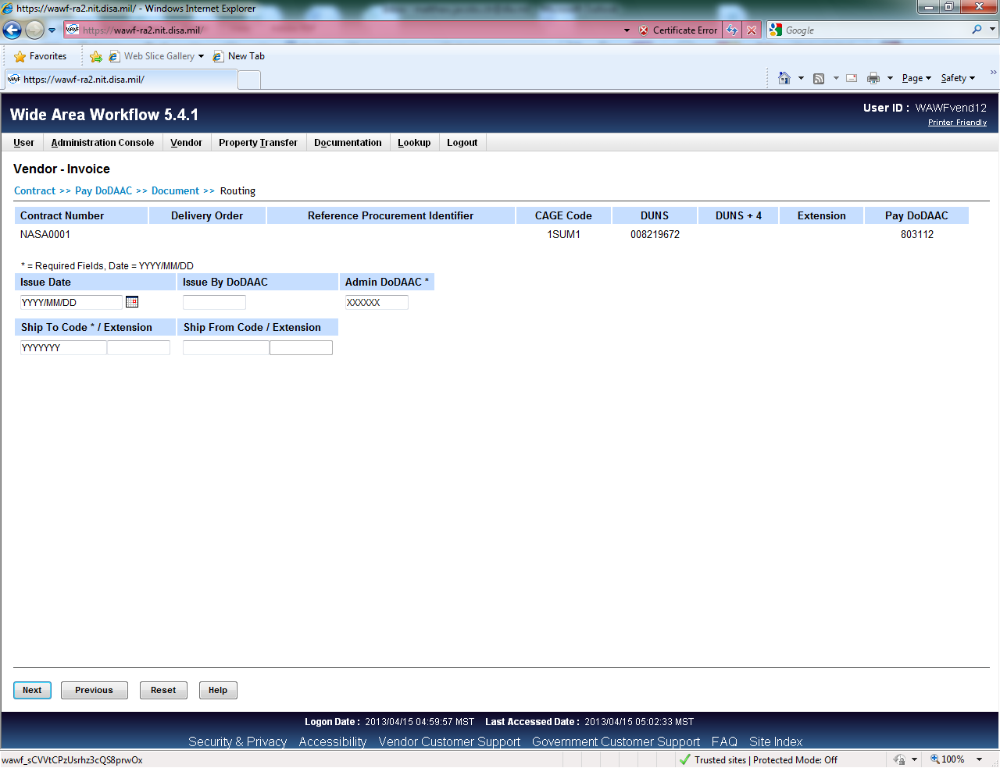 https://wawf-ra2.nit.disa.mil/ - Windows Internet Explorer
https://wawf-ra2.nit.disa.mil/ Certificate Error Google
Favorites Web Slice Gallery New Tab
https://wawf-ra2.nit.disa.mil/ Page Safety »
Wide Area Workflow 5.4.1 User ID : WAWFvend12
Printer Friendly
User Administration Console Vendor Property Transfer Documentation Lookup Logout
Vendor - Invoice
Contract >> Pay DoDAAC >> Document >> Routing
Contract Number Delivery Order Reference Procurement Identifier CAGE Code DUNS DUNS + 4 Extension Pay DoDAAC
NASA0001 1SUM1 008219672 803112
* = Required Fields, Date = YYYY/MM/DD
Issue Date Issue By DoDAAC Admin DoDAAC *
YYYY/MM/DD XXXXXX
Ship To Code * / Extension Ship From Code / Extension
YYYYYYY
Next Previous Reset Help
Logon Date : 2013/04/15 04:59:57 MST Last Accessed Date : 2013/04/15 05:02:33 MST
Security & Privacy Accessibility Vendor Customer Support Government Customer Support FAQ Site Index
wawf_sCVVtCPzUsrhz3cQS8prwOx Trusted sites | Protected Mode: Off 100%